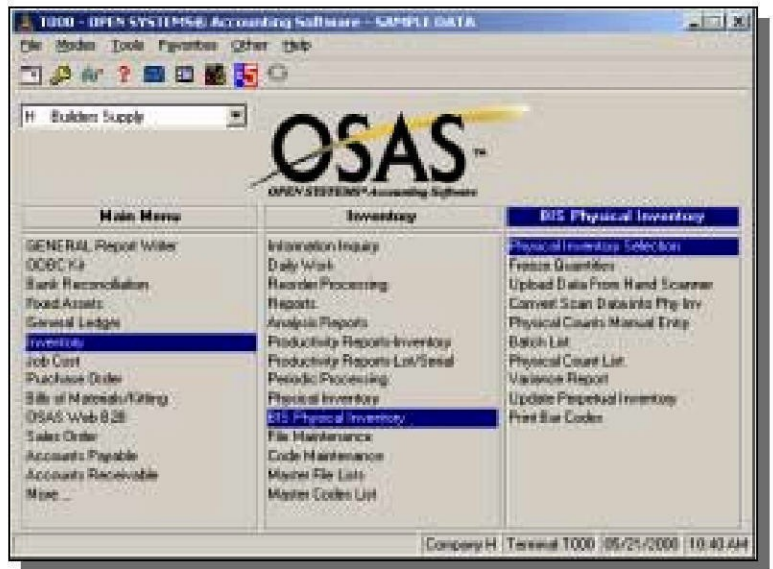 T000 - OPEN SYSTEMS® Accounting Software - SAMPLE DATA
File Modes Tools Favorites Other Help
H Builders Supply
OSAS™
OPEN SYSTEMS® Accounting Software
Main Menu
GENERAL Report Writer
ODBC Kit
Bank Reconciliation
Fixed Assets
General Ledger
Inventory
Job Cost
Purchase Order
Bills of Materials/Kitting
OSAS Web 6.20
Sales Order
Accounts Payable
Accounts Receivable
More ...
Inventory
Information Inquiry
Daily Work
Reorder Processing
Reports
Analysis Reports
Productivity Reports-Inventory
Productivity Reports-Lot/Serial
Periodic Processing
Physical Inventory
BIS Physical Inventory
File Maintenance
Code Maintenance
Master File Lists
Master Codes List
BIS Physical Inventory
Physical Inventory Selection
Freeze Quantities
Upload Data From Hand Scanner
Convert Scan Data into Phy-Inv
Physical Counts Manual Entry
Batch List
Physical Count List
Variance Report
Update Perpetual Inventory
Print Bar Codes
Company H Terminal T000 05/21/2000 10:40 AM